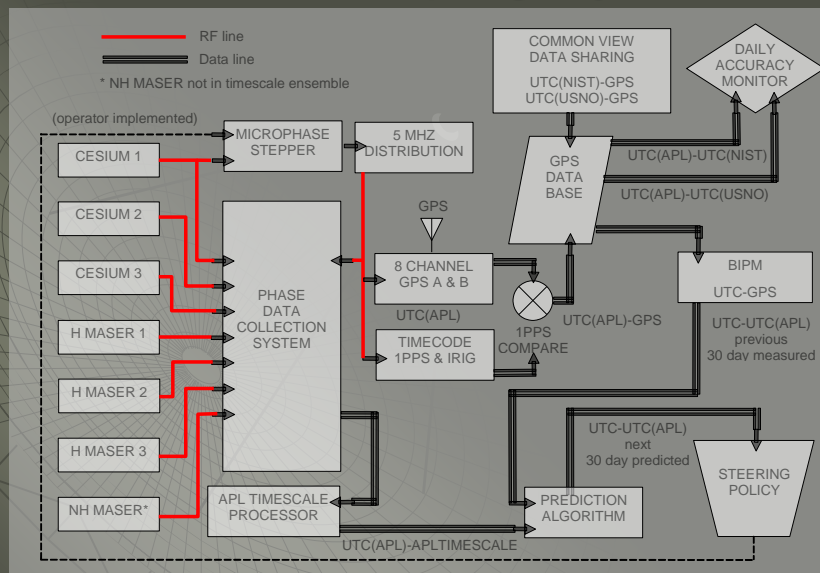 RF line
Data line
* NH MASER not in timescale ensemble
(operator implemented)
CESIUM 1
CESIUM 2
CESIUM 3
H MASER 1
H MASER 2
H MASER 3
NH MASER*
MICROPHASE
STEPPER
5 MHZ
DISTRIBUTION
PHASE
DATA
COLLECTION
SYSTEM
APL TIMESCALE
PROCESSOR
UTC(APL)-APLTIMESCALE
GPS
8 CHANNEL
GPS A & B
UTC(APL)
TIMECODE
1PPS & IRIG
1PPS
COMPARE
UTC(APL)-GPS
COMMON VIEW
DATA SHARING
UTC(NIST)-GPS
UTC(USNO)-GPS
GPS
DATA
BASE
DAILY
ACCURACY
MONITOR
UTC(APL)-UTC(NIST)
UTC(APL)-UTC(USNO)
BIPM
UTC-GPS
UTC-UTC(APL)
previous
30 day measured
UTC-UTC(APL)
next
30 day predicted
PREDICTION
ALGORITHM
STEERING
POLICY